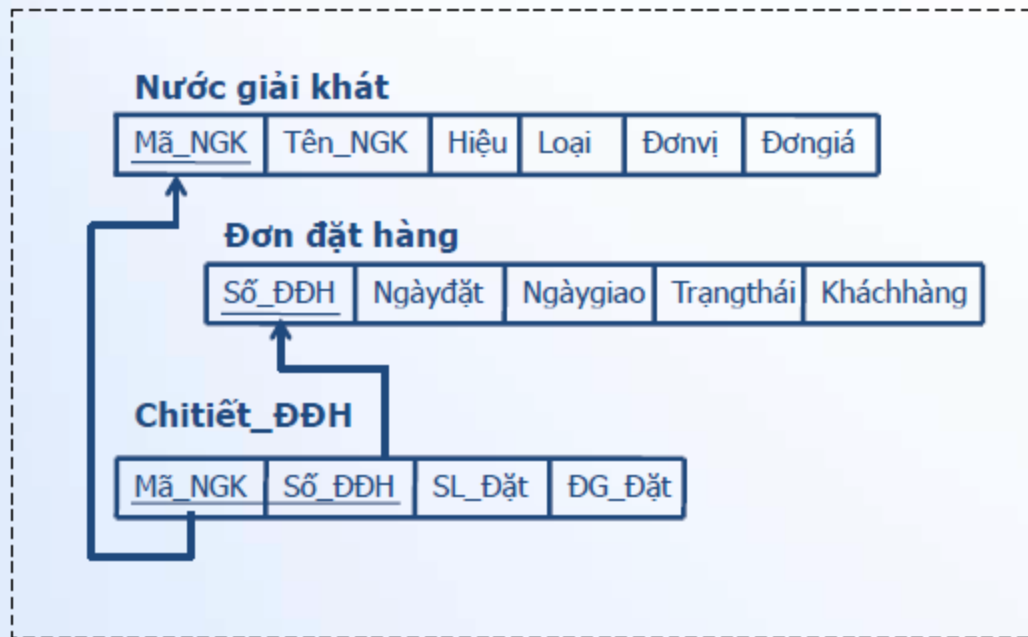 Nước giải khát
Mã_NGK Tên_NGK Hiệu Loại Đơnvị Đơngiá
Đơn đặt hàng
Số_ĐĐH Ngàyđặt Ngàygiao Trạngthái Kháchhàng
Chitiết_ĐĐH
Mã_NGK Số_ĐĐH SL_Đặt ĐG_Đặt